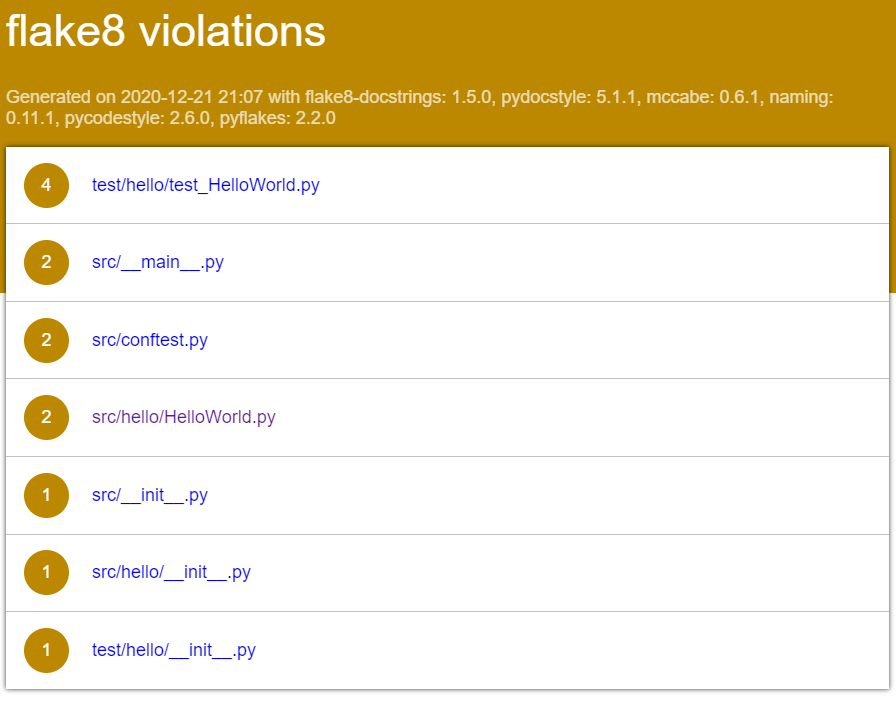 flake8 violations
Generated on 2020-12-21 21:07 with flake8-docstrings: 1.5.0, pydocstyle: 5.1.1, mccabe: 0.6.1, naming:
0.11.1, pycodestyle: 2.6.0, pyflakes: 2.2.0
4 test/hello/test_HelloWorld.py
2 src/__main__.py
2 src/conftest.py
2 src/hello/HelloWorld.py
1 src/__init__.py
1 src/hello/__init__.py
1 test/hello/__init__.py